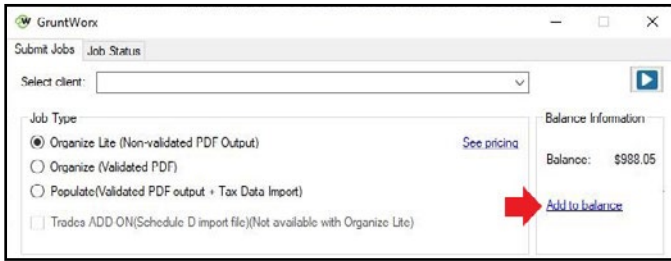 GruntWorx
Submit Jobs Job Status
Select client:
Job Type
Organize Lite (Non-validated PDF Output) See pricing
Organize (Validated PDF)
Populate(Validated PDF output + Tax Data Import)
Trades ADD ON(Schedule D import file)(Not available with Organize Lite)
Balance Information
Balance: $988.05
Add to balance